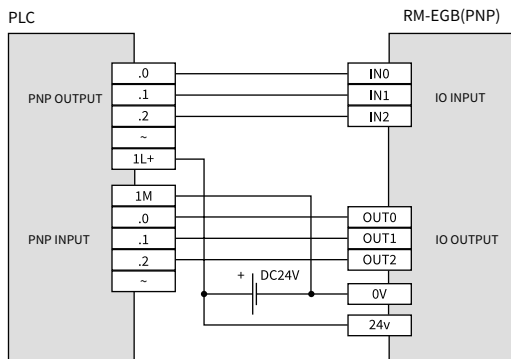 PLC
RM-EGB(PNP)
PNP OUTPUT
.0
.1
.2
~
1L+
IN0
IN1
IN2
IO INPUT
PNP INPUT
1M
.0
.1
.2
~
OUT0
OUT1
OUT2
IO OUTPUT
+ DC24V
0V
24v